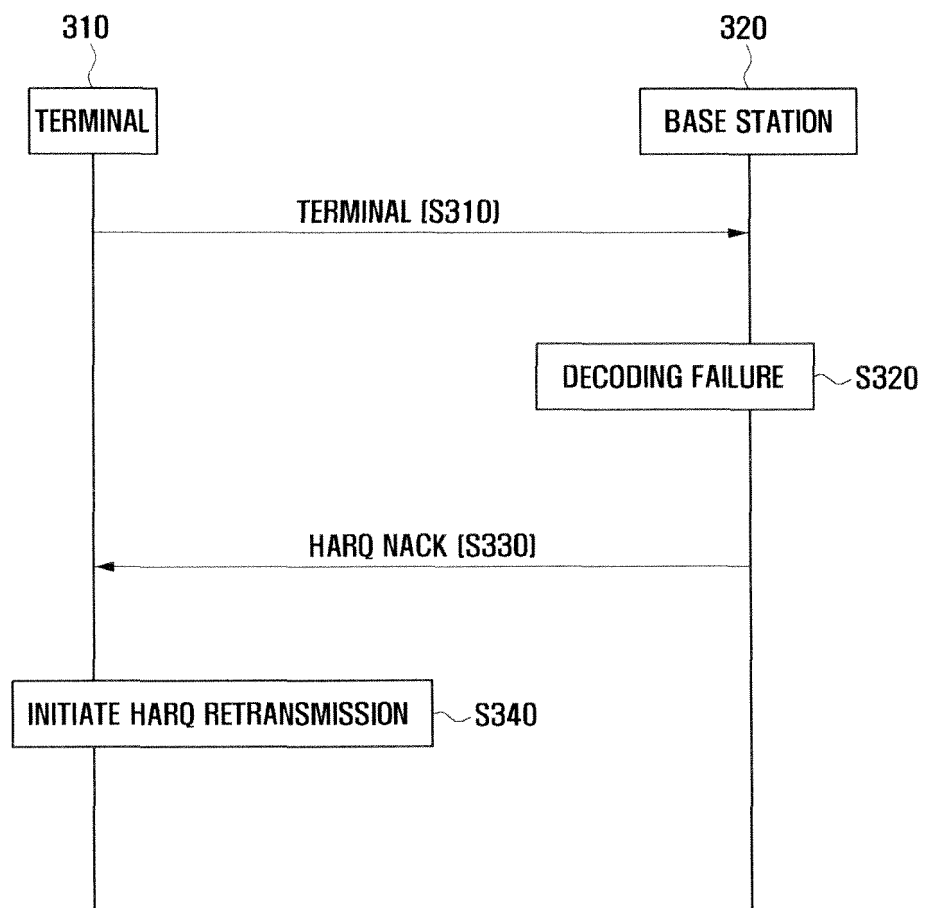 310
320
TERMINAL
BASE STATION
TERMINAL (S310)
DECODING FAILURE
S320
HARQ NACK (S330)
INITIATE HARQ RETRANSMISSION
S340